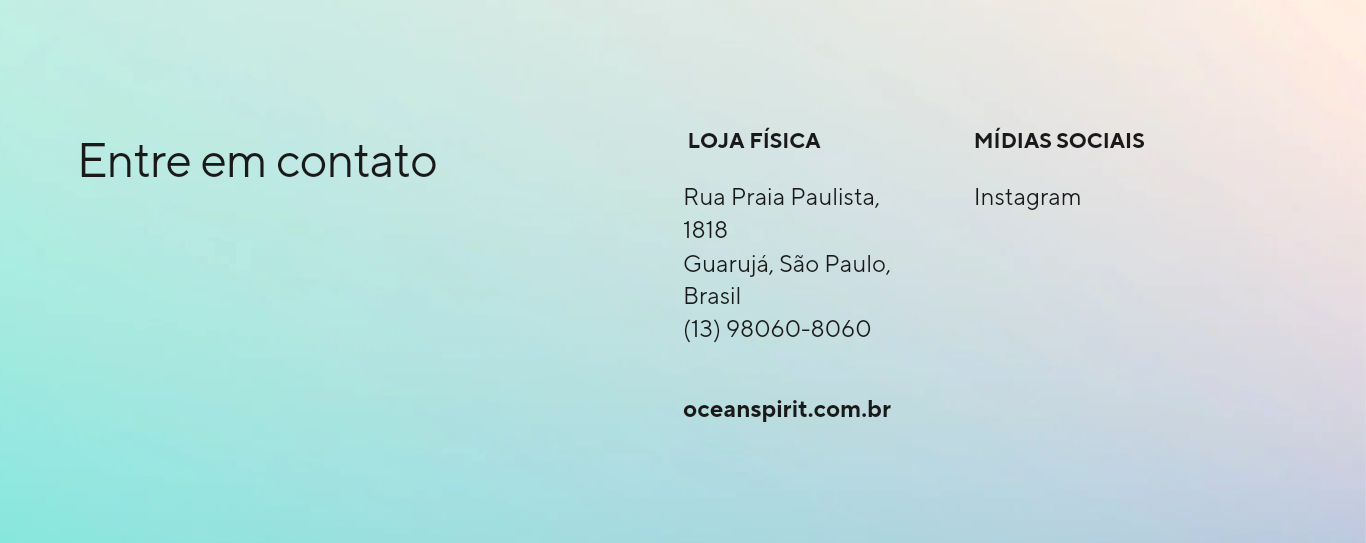 Entre em contato
LOJA FÍSICA
Rua Praia Paulista,
1818
Guarujá, São Paulo,
Brasil
(13) 98060-8060
oceanspirit.com.br
MÍDIAS SOCIAIS
Instagram